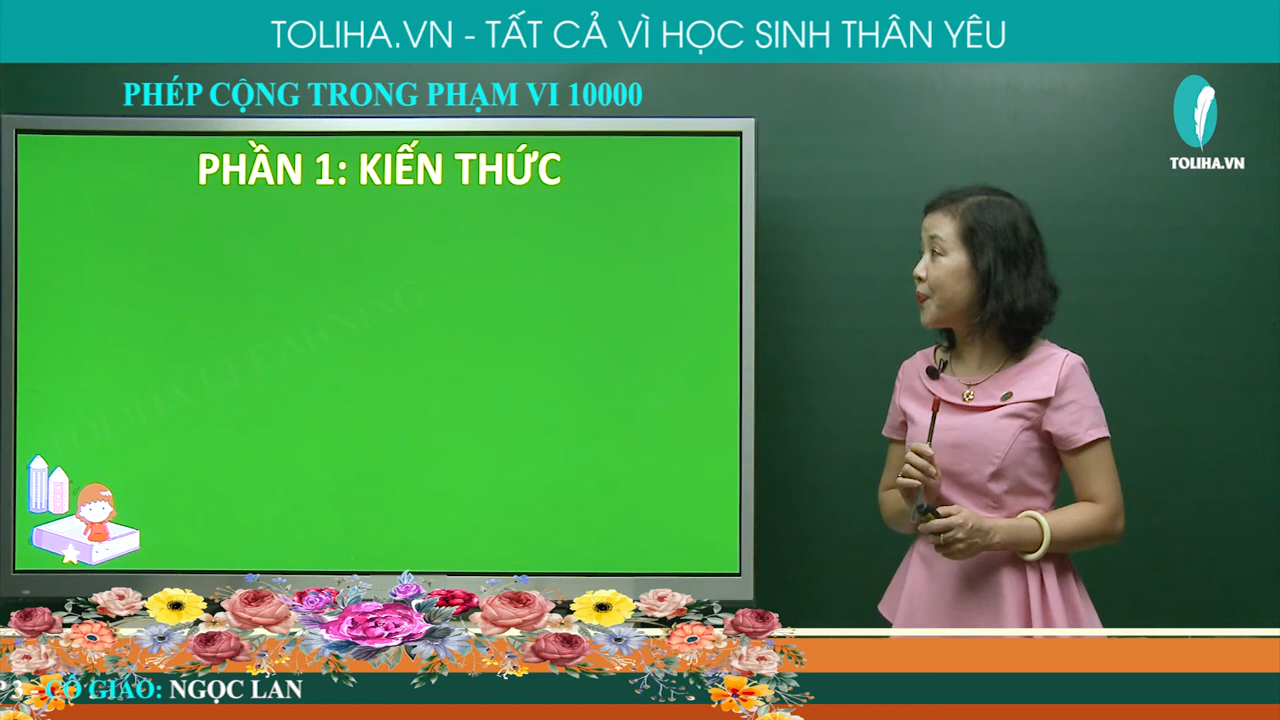 TOLIHA.VN - TẤT CẢ VÌ HỌC SINH THÂN YÊU
PHÉP CỘNG TRONG PHẠM VI 10000
TOLIHA.VN
PHẦN 1: KIẾN THỨC
3 - CÔ GIÁO: NGỌC LAN